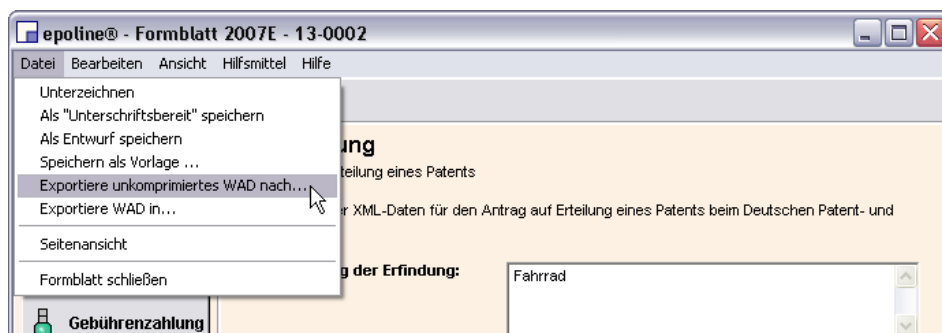 epoline® - Formblatt 2007E - 13-0002
Datei Bearbeiten Ansicht Hilfsmittel Hilfe
Unterzeichnen
Als "Unterschriftsbereit" speichern
Als Entwurf speichern
Speichern als Vorlage ...
Exportiere unkomprimiertes WAD nach...
Exportiere WAD in...
Seitenansicht
Formblatt schließen
ung
teilung eines Patents
r XML-Daten für den Antrag auf Erteilung eines Patents beim Deutschen Patent- und
g der Erfindung:
Fahrrad
Gebührenzahlung